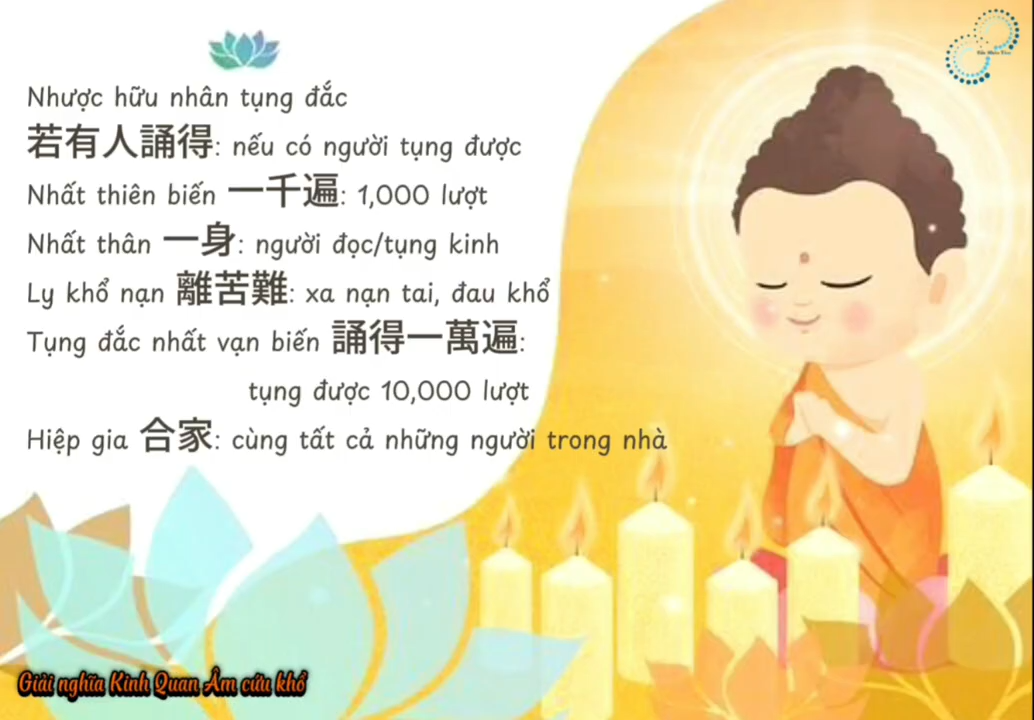 Nhược hữu nhân tụng đắc
若有人誦得: nếu có người tụng được
Nhất thiên biến 一千遍: 1,000 lượt
Nhất thân 一身: người đọc/tụng kinh
Ly khổ nạn 離苦難: xa nạn tai, đau khổ
Tụng đắc nhất vạn biến 誦得一萬遍:
tụng được 10,000 lượt
Hiệp gia 合家: cùng tất cả những người trong nhà
Giải nghĩa Kinh Quan Âm cứu khổ